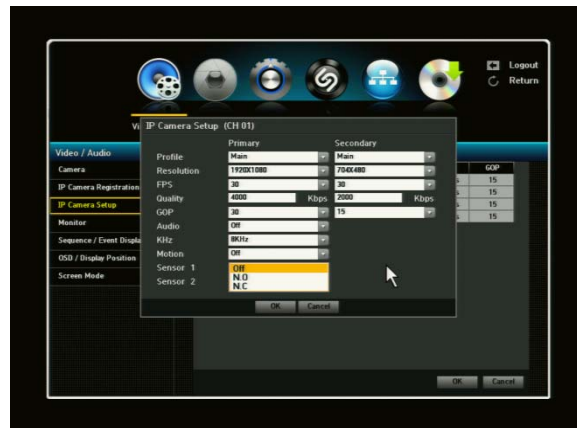 Logout
Return
Vi
IP Camera Setup (CH 01)
Primary Secondary
Profile Main Main
Resolution 1920X1080 704X480
FPS 30 30
Quality 4000 Kbps 2000 Kbps
GOP 30 15
Audio Off
KHz 8KHz
Motion Off
Sensor 1 Off
N.O
Sensor 2 N.C
OK Cancel
Video / Audio
Camera
IP Camera Registration
IP Camera Setup
Monitor
Sequence / Event Displa
OSD / Display Position
Screen Mode
GOP
15
15
15
15
OK Cancel